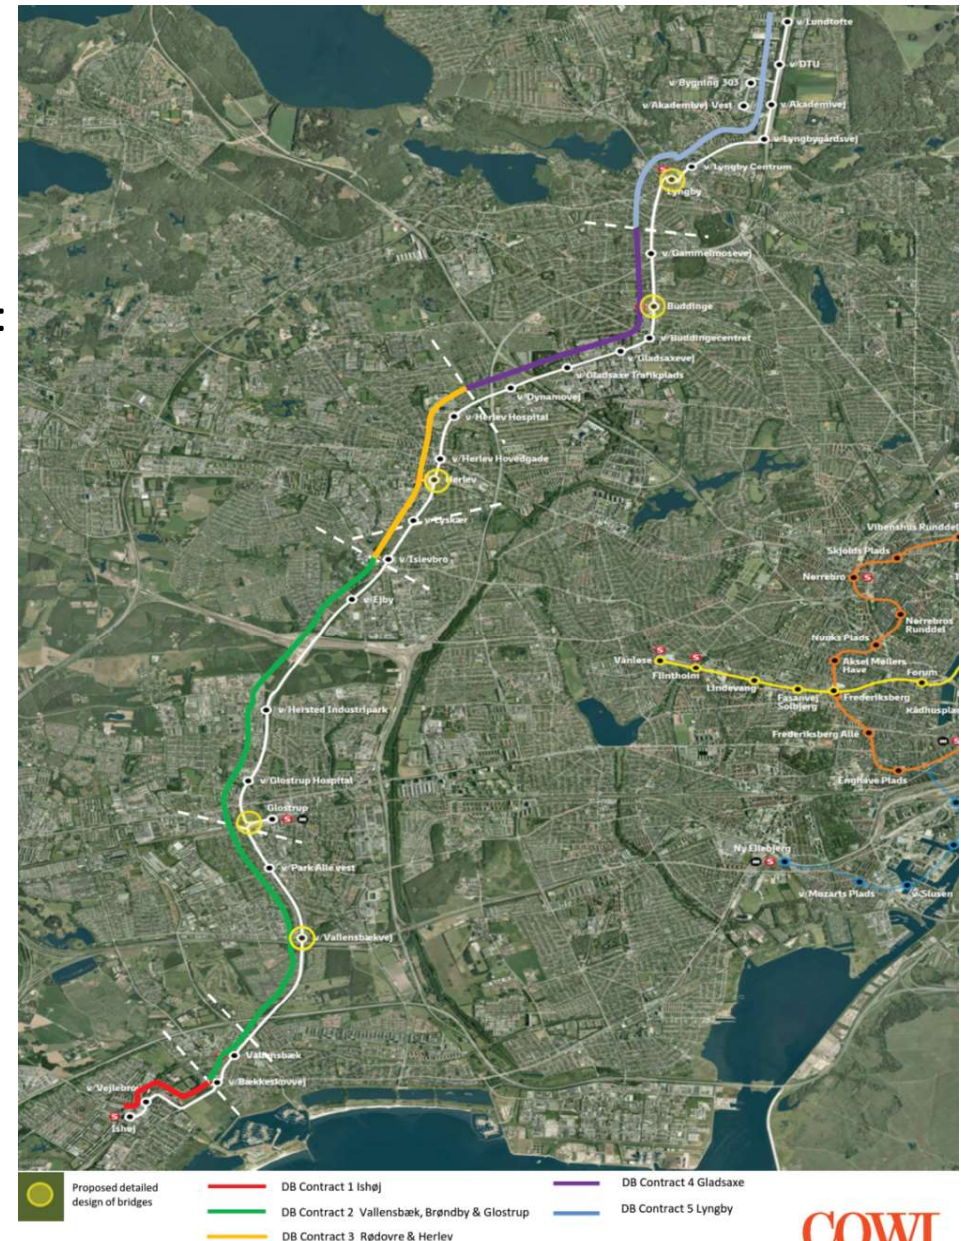 :
v/Lundtofte
v/DTU
v/Bygning 303
v/Akademivej Vest
v/Akademivej
v/Lyngbygårdsvej
v/Lyngby Centrum
S
Lyngby
v/Gammelmosevej
Buddinge
v/Buddingecentret
v/Gladsaxevej
v/Gladsaxe Trafikplads
v/Dynamovej
v/Herlev Hospital
v/Herlev Hovedgade
Herlev
v/Lyskær
Vibenshus Runddel
Skjolds Plads
v/Islevbro
Nørrebro S
v/Ejby
Nørrebros
Runddel
Nuuks Plads
S
S
Vanløse
Aksel Møllers
Have
Flintholm
Forum
Lindevang
Fasanvej
Solbjerg
Frederiksberg
v/Hersted Industripark
Rådhusplad
Frederiksberg Allé
v/Glostrup Hospital
Enghave Plads
Glostrup
S
Ny Ellebjerg
S
v/Park Allé vest
v/Mozarts Plads
v/Slusen
v/Vallensbækvej
Vallensbæk
v/Bækkeskovvej
v/Vejlebro
S
Ishøj
Proposed detailed
design of bridges
DB Contract 1 Ishøj
DB Contract 2 Vallensbæk, Brøndby & Glostrup
DB Contract 3 Rødovre & Herlev
DB Contract 4 Gladsaxe
DB Contract 5 Lyngby
COWI